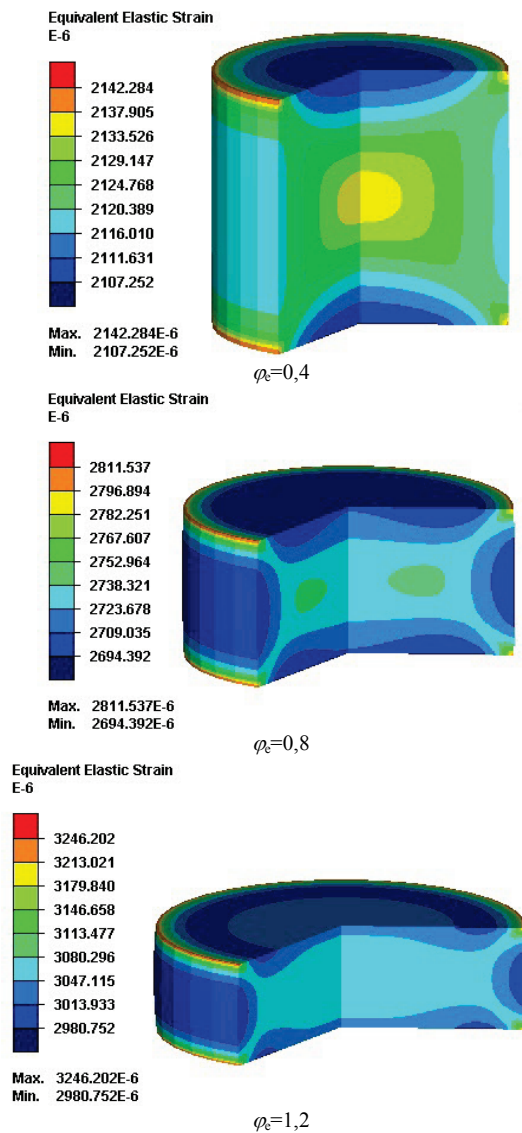 Equivalent Elastic Strain
E-6
2142.284
2137.905
2133.526
2129.147
2124.768
2120.389
2116.010
2111.631
2107.252
Max. 2142.284E-6
Min. 2107.252E-6
φe=0,4
Equivalent Elastic Strain
E-6
2811.537
2796.894
2782.251
2767.607
2752.964
2738.321
2723.678
2709.035
2694.392
Max. 2811.537E-6
Min. 2694.392E-6
φe=0,8
Equivalent Elastic Strain
E-6
3246.202
3213.021
3179.840
3146.658
3113.477
3080.296
3047.115
3013.933
2980.752
Max. 3246.202E-6
Min. 2980.752E-6
φe=1,2